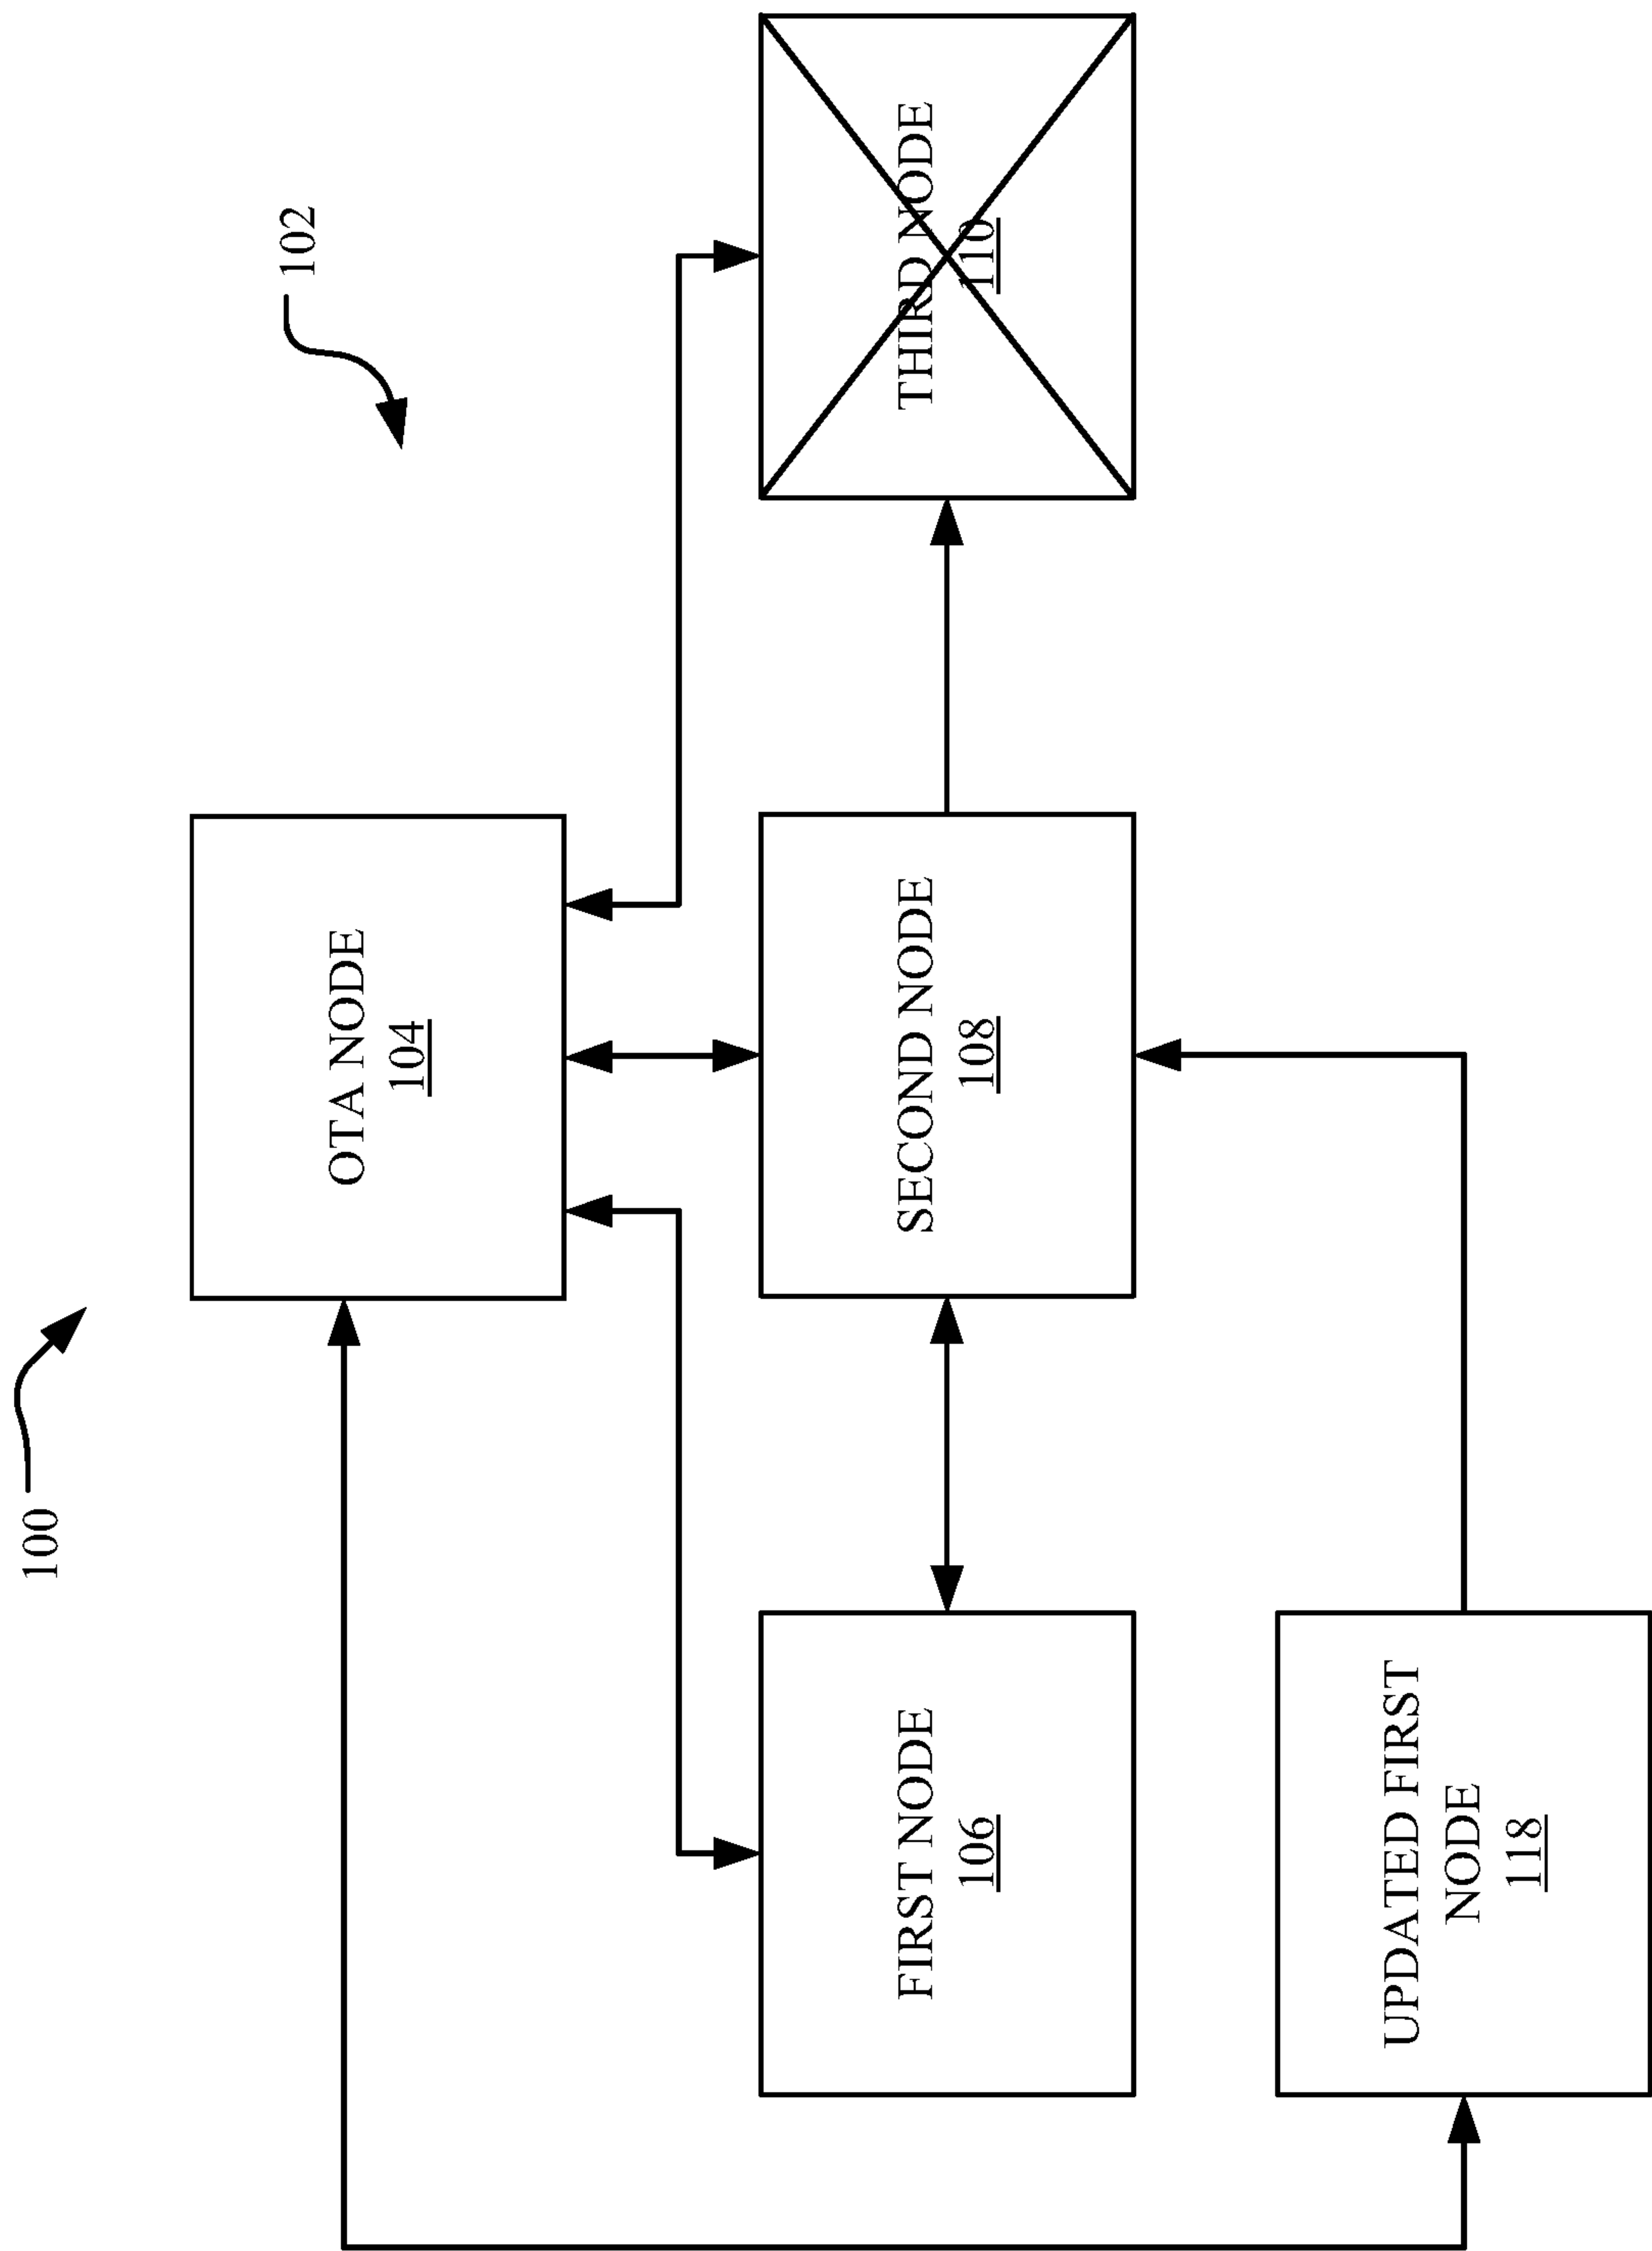 100
102
OTA NODE
104
FIRST NODE
106
SECOND NODE
108
THIRD NODE
110
UPDATED FIRST
NODE
118